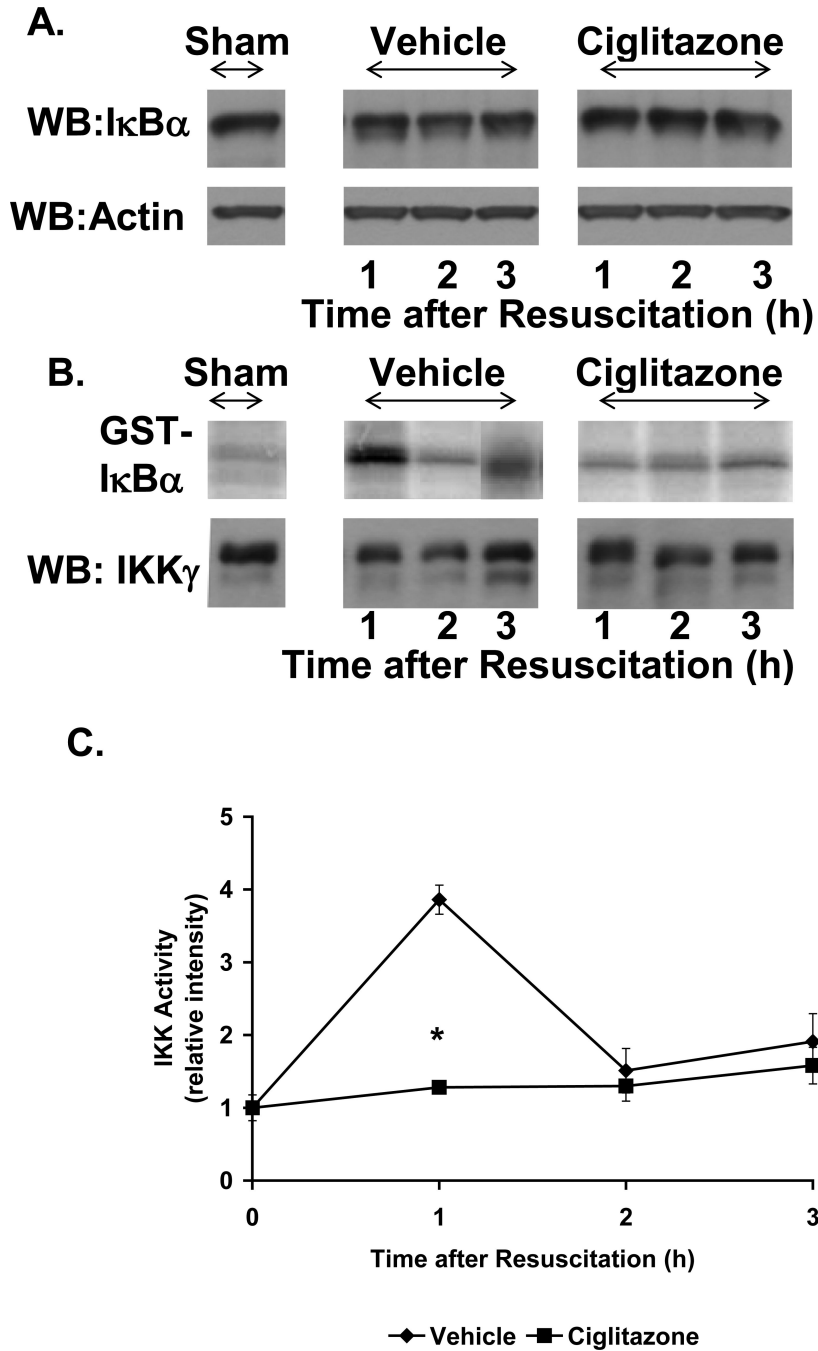 A.
Sham Vehicle Ciglitazone
WB:IκBα
WB:Actin
1 2 3 1 2 3
Time after Resuscitation (h)
B.
Sham Vehicle Ciglitazone
GST-
IκBα
WB: IKKγ
1 2 3 1 2 3
Time after Resuscitation (h)
C.
5
4
3
2
1
0
IKK Activity
(relative intensity)
*
0 1 2 3
Time after Resuscitation (h)
Vehicle Ciglitazone